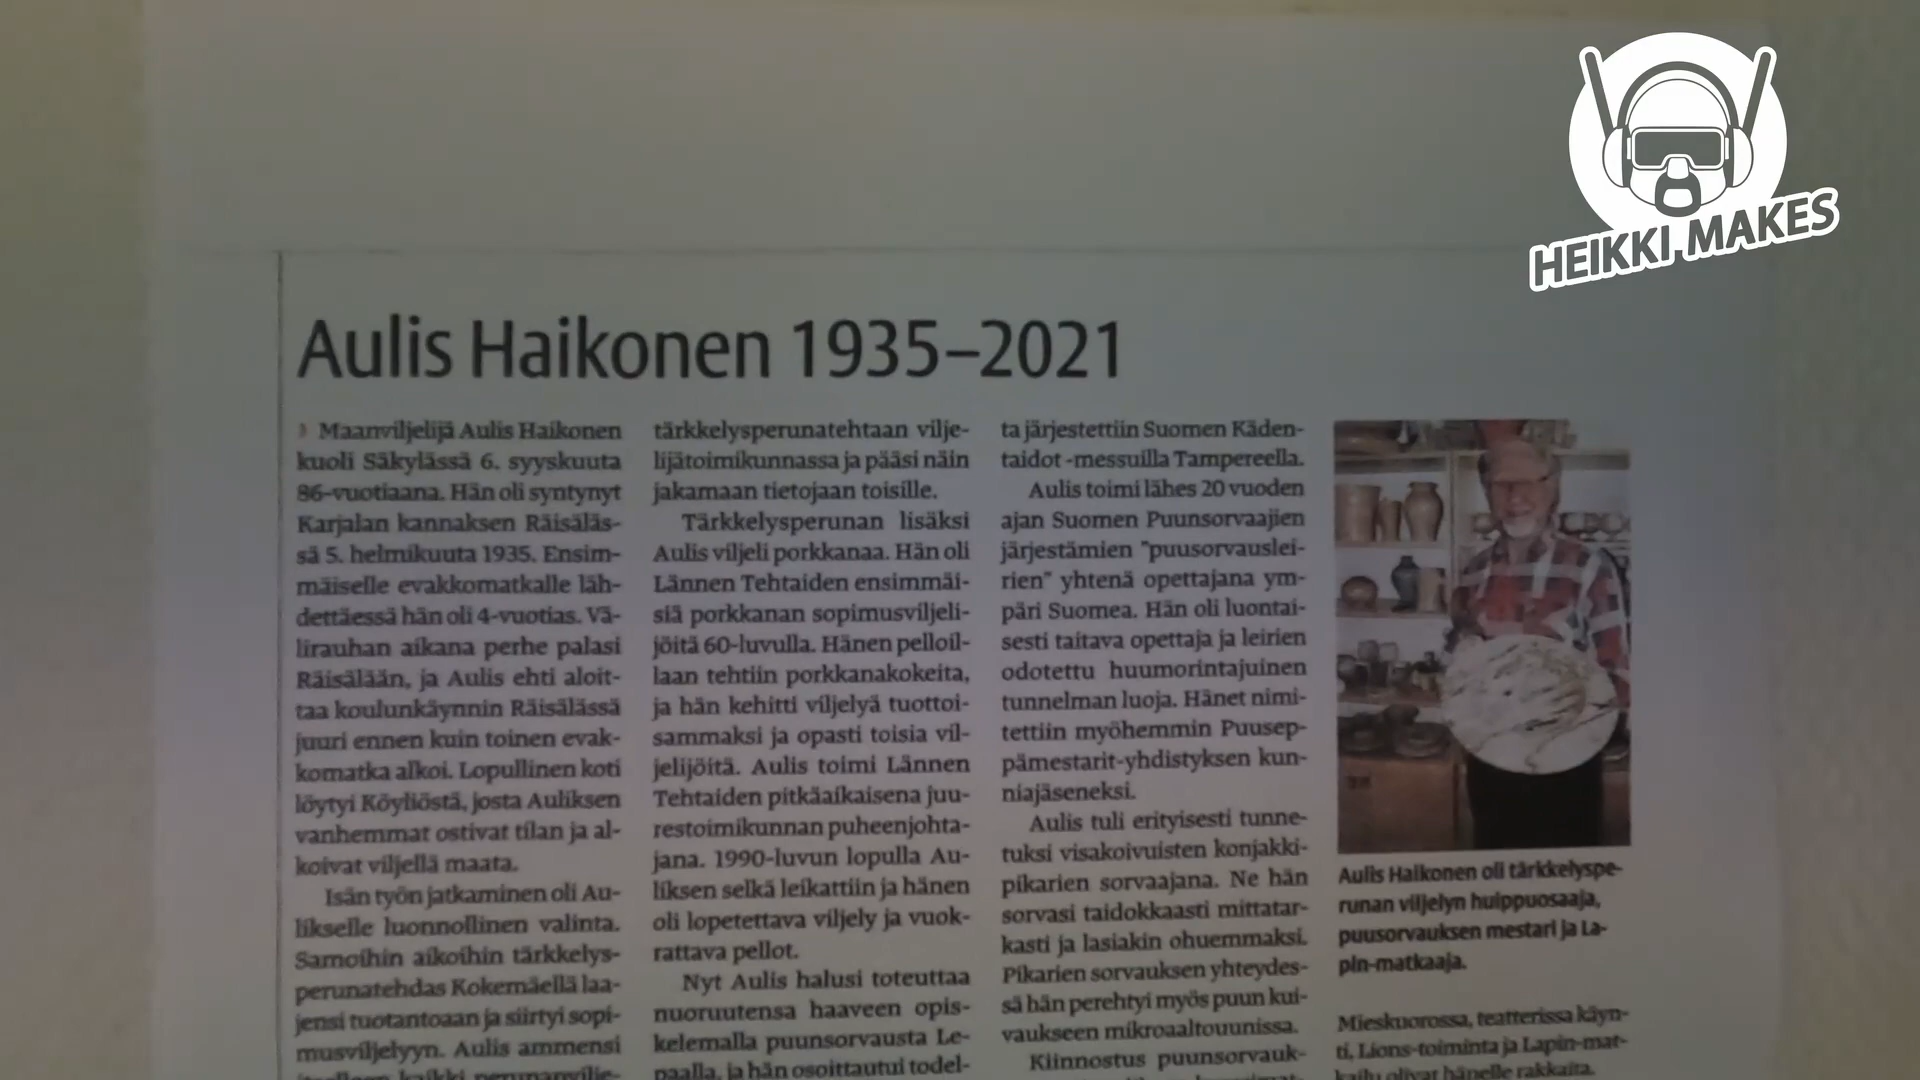 HEIKKI MAKES
Aulis Haikonen 1935–2021
Maanviljelijä Aulis Haikonen
kuoli Säkylässä 6. syyskuuta
86-vuotiaana. Hän oli syntynyt
Karjalan kannaksen Räisäläs-
sä 5. helmikuuta 1935. Ensim-
mäiselle evakkomatkalle läh-
dettäessä hän oli 4-vuotias. Vä-
lirauhan aikana perhe palasi
Räisälään, ja Aulis ehti aloit-
taa koulunkäynnin Räisälässä
juuri ennen kuin toinen evak-
komatka alkoi. Lopullinen koti
löytyi Köyliöstä, josta Auliksen
vanhemmat ostivat tilan ja al-
koivat viljellä maata.
Isän työn jatkaminen oli Au-
likselle luonnollinen valinta.
Samoihin aikoihin tärkkelys-
perunatehdas Kokemäellä laa-
jensi tuotantoaan ja siirtyi sopi-
musviljelyyn. Aulis ammensi
kaikki perunanvilje-
tärkkelysperunatehtaan vilje-
lijätoimikunnassa ja pääsi näin
jakamaan tietojaan toisille.
Tärkkelysperunan lisäksi
Aulis viljeli porkkanaa. Hän oli
Lännen Tehtaiden ensimmäi-
siä porkkanan sopimusviljeli-
jöitä 60-luvulla. Hänen pelloil-
laan tehtiin porkkanakokeita,
ja hän kehitti viljelyä tuottoi-
sammaksi ja opasti toisia vil-
jelijöitä. Aulis toimi Lännen
Tehtaiden pitkäaikaisena juu-
restoimikunnan puheenjohta-
jana. 1990-luvun lopulla Au-
liksen selkä leikattiin ja hänen
oli lopetettava viljely ja vuok-
rattava pellot.
Nyt Aulis halusi toteuttaa
nuoruutensa haaveen opis-
kelemalla puunsorvausta Le-
paalla, ja hän osoittautui todel-
ta järjestettiin Suomen Käden-
taidot -messuilla Tampereella.
Aulis toimi lähes 20 vuoden
ajan Suomen Puunsorvaajien
järjestämien "puusorvauslei-
rien" yhtenä opettajana ym-
päri Suomea. Hän oli luontai-
sesti taitava opettaja ja leirien
odotettu huumorintajuinen
tunnelman luoja. Hänet nimi-
tettiin myöhemmin Puusep-
pämestarit-yhdistyksen kun-
niajäseneksi.
Aulis tuli erityisesti tunne-
tuksi visakoivuisten konjakki-
pikarien sorvaajana. Ne hän
sorvasi taidokkaasti mittatar-
kasti ja lasiakin ohuemmaksi.
Pikarien sorvauksen yhteydes-
sä hän perehtyi myös puun kui-
vaukseen mikroaaltouunissa.
Kiinnostus puunsorvauk-
Aulis Haikonen oli tärkkelyspe-
runan viljelyn huippuosaaja,
puusorvauksen mestari ja La-
pin-matkaaja.
Mieskuorossa, teatterissa käyn-
ti, Lions-toiminta ja Lapin-mat-
kailu olivat hänelle rakkaita.